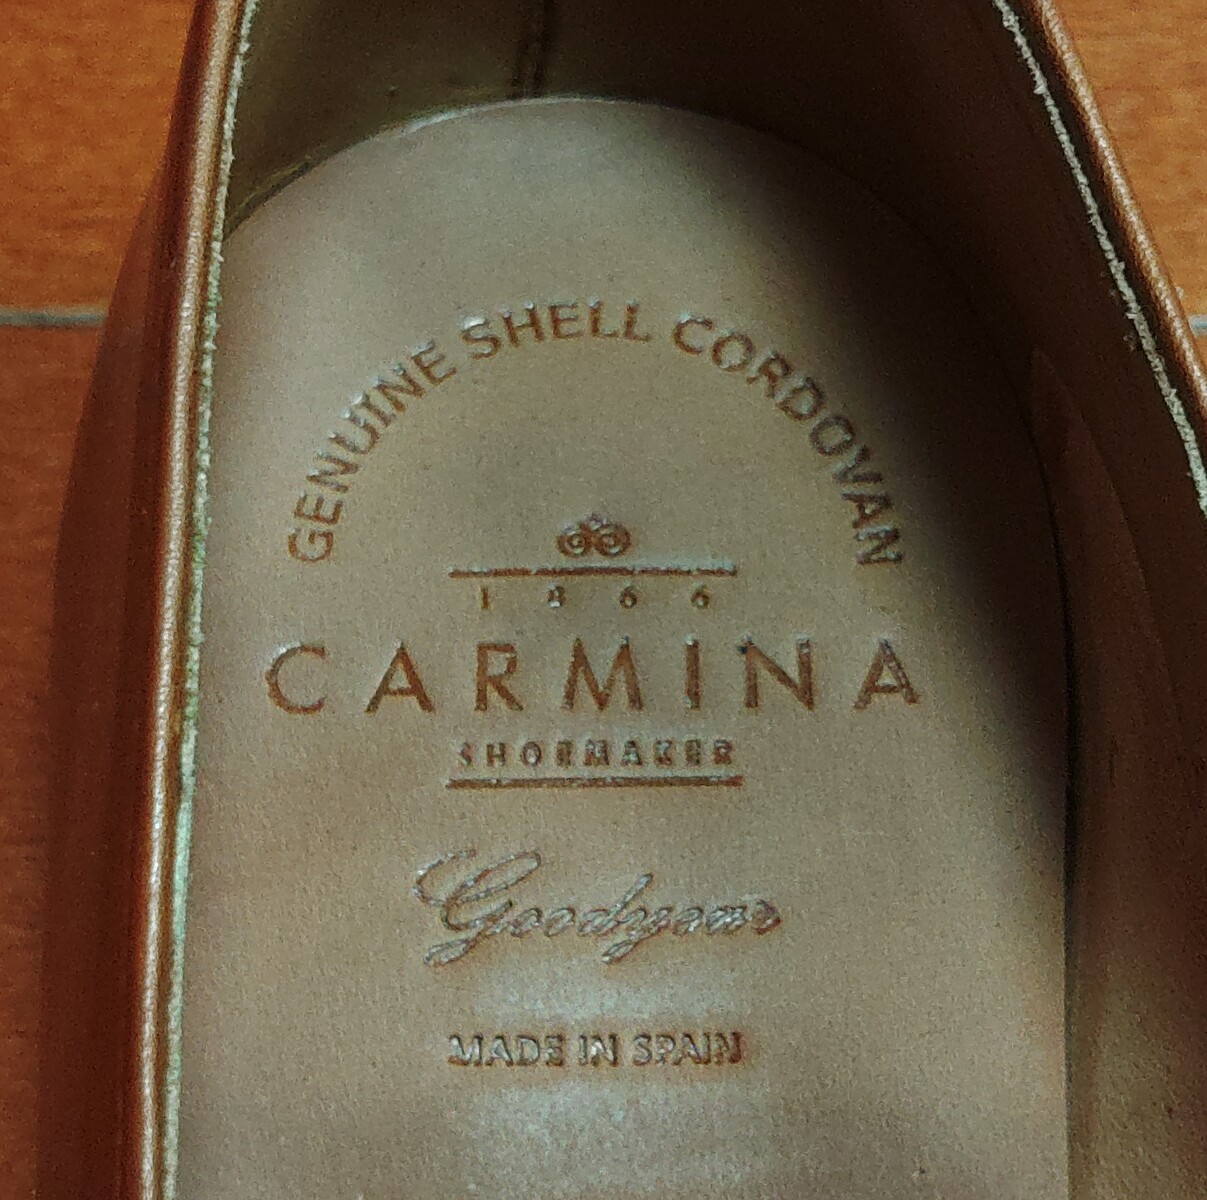 GENUINE SHELL CORDOVAN
1866
CARMINA
SHOEMAKER
Goodyear
MADE IN SPAIN